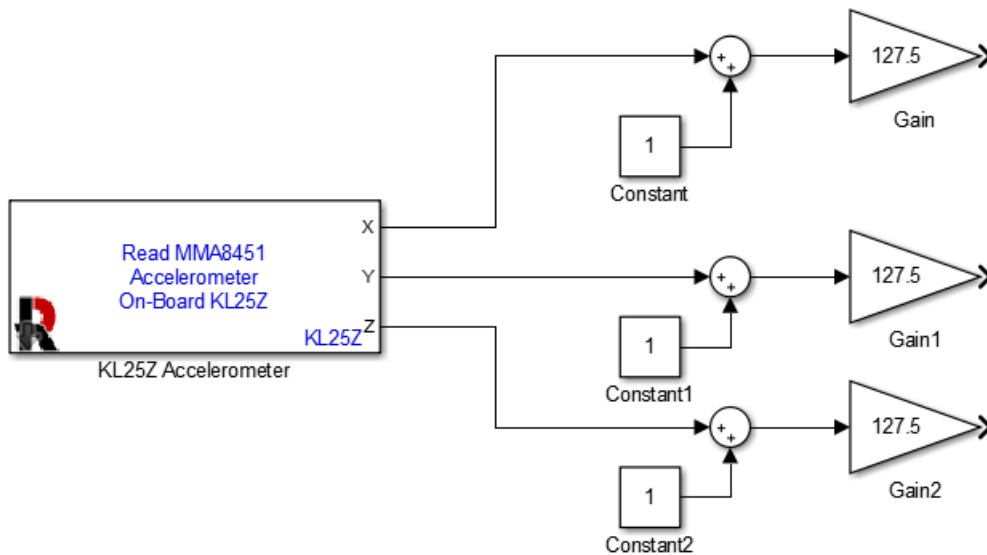 127.5
+
+
Gain
1
Constant
X
Read MMA8451
Accelerometer
On-Board KL25Z
Y
Z
KL25Z
KL25Z Accelerometer
+
+
127.5
Gain1
1
Constant1
+
+
127.5
Gain2
1
Constant2